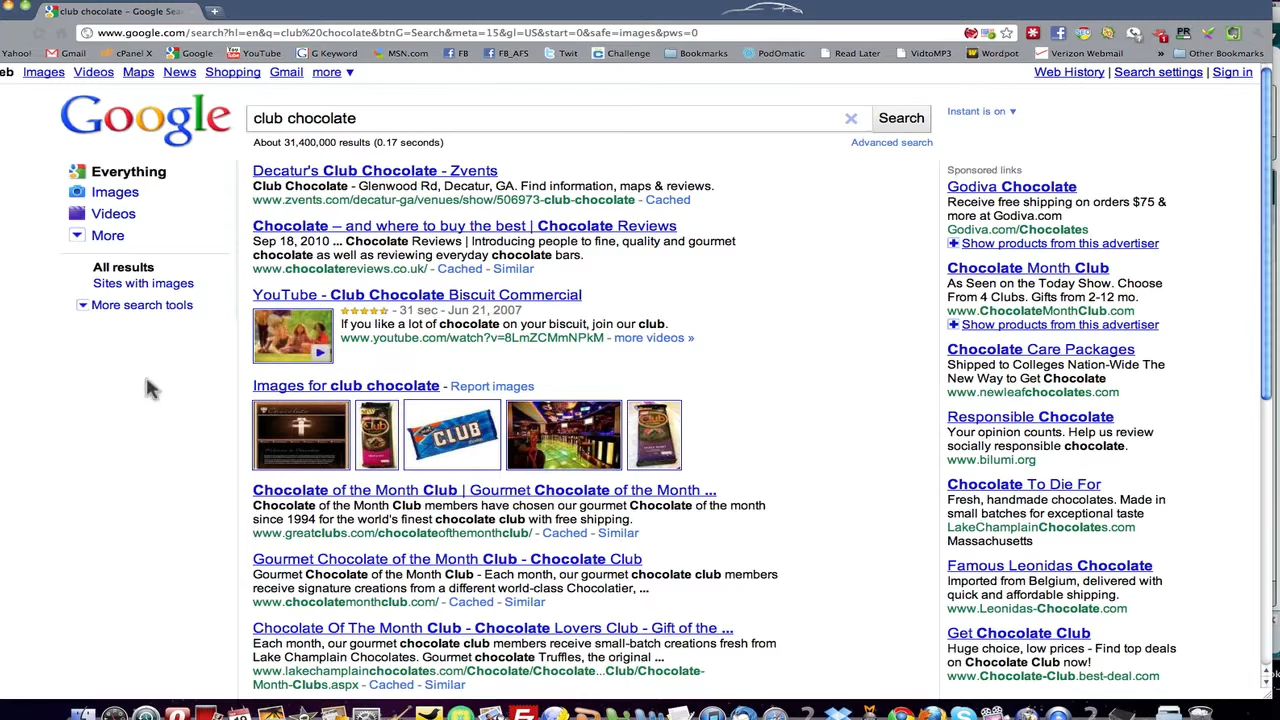 club chocolate - Google Sear
www.google.com/search?hl=en&q=club%20chocolate&btnG=Search&meta=15&gl=US&start=0&safe=images&pws=0
Yahoo! Gmail cPanel X Google YouTube G Keyword MSN.com FB FB_AFS Twit Challenge Bookmarks PodOmatic Read Later VidtoMP3 Wordpot Verizon Webmail » Other Bookmarks
eb Images Videos Maps News Shopping Gmail more ▼
Web History | Search settings | Sign in
Google
club chocolate
Search
Instant is on ▼
About 31,400,000 results (0.17 seconds)
Advanced search
Everything
Images
Videos
More
All results
Sites with images
More search tools
Decatur's Club Chocolate - Zvents
Club Chocolate - Glenwood Rd, Decatur, GA. Find information, maps & reviews.
www.zvents.com/decatur-ga/venues/show/506973-club-chocolate - Cached
Chocolate – and where to buy the best | Chocolate Reviews
Sep 18, 2010 ... Chocolate Reviews | Introducing people to fine, quality and gourmet
chocolate as well as reviewing everyday chocolate bars.
www.chocolatereviews.co.uk/ - Cached - Similar
YouTube - Club Chocolate Biscuit Commercial
- 31 sec - Jun 21, 2007
If you like a lot of chocolate on your biscuit, join our club.
www.youtube.com/watch?v=8LmZCMmNPkM - more videos »
Images for club chocolate - Report images
CLUB
Chocolate of the Month Club | Gourmet Chocolate of the Month ...
Chocolate of the Month Club members have chosen our gourmet Chocolate of the month
since 1994 for the world's finest chocolate club with free shipping.
www.greatclubs.com/chocolateofthemonthclub/ - Cached - Similar
Gourmet Chocolate of the Month Club - Chocolate Club
Gourmet Chocolate of the Month Club - Each month, our gourmet chocolate club members
receive signature creations from a different world-class Chocolatier, ...
www.chocolatemonthclub.com/ - Cached - Similar
Chocolate Of The Month Club - Chocolate Lovers Club - Gift of the ...
Each month, our gourmet chocolate club members receive small-batch creations fresh from
Lake Champlain Chocolates. Gourmet chocolate Truffles, the original ...
www.lakechamplainchocolates.com/Chocolate/Chocolate...Club/Chocolate-
Month-Clubs.aspx - Cached - Similar
Sponsored links
Godiva Chocolate
Receive free shipping on orders $75 &
more at Godiva.com
Godiva.com/Chocolates
Show products from this advertiser
Chocolate Month Club
As Seen on the Today Show. Choose
From 4 Clubs. Gifts from 2-12 mo.
www.ChocolateMonthClub.com
Show products from this advertiser
Chocolate Care Packages
Shipped to Colleges Nation-Wide The
New Way to Get Chocolate
www.newleafchocolates.com
Responsible Chocolate
Your opinion counts. Help us review
socially responsible chocolate.
www.bilumi.org
Chocolate To Die For
Fresh, handmade chocolates. Made in
small batches for exceptional taste
LakeChamplainChocolates.com
Massachusetts
Famous Leonidas Chocolate
Imported from Belgium, delivered with
quick and affordable shipping.
www.Leonidas-Chocolate.com
Get Chocolate Club
Huge choice, low prices - Find top deals
on Chocolate Club now!
www.Chocolate-Club.best-deal.com